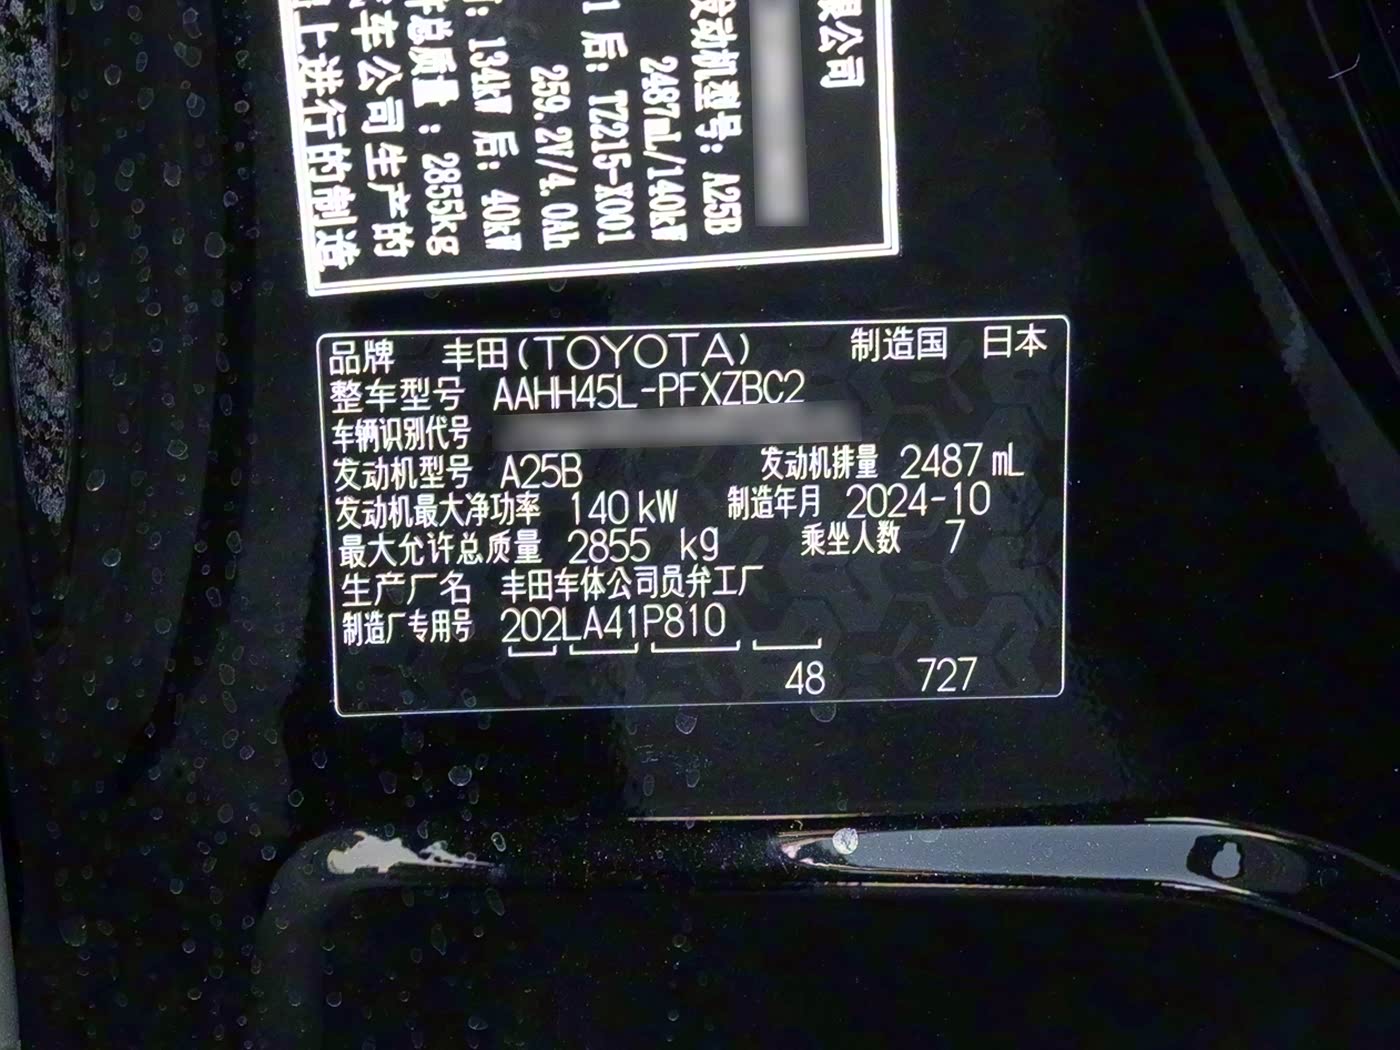 限公司
发动机型号: A25B
2487mL/140kW
1 后: TZ215-X001
259.2V/4.0Ah
: 134kW 后: 40kW
许总质量 : 2855kg
车公司生产的
上进行的制造
品牌 丰田(TOYOTA) 制造国 日本
整车型号 AAHH45L-PFXZBC2
车辆识别代号
发动机型号 A25B 发动机排量 2487 mL
发动机最大净功率 140 kW 制造年月 2024-10
最大允许总质量 2855 kg 乘坐人数 7
生产厂名 丰田车体公司员弁工厂
制造厂专用号 202LA41P810
48 727